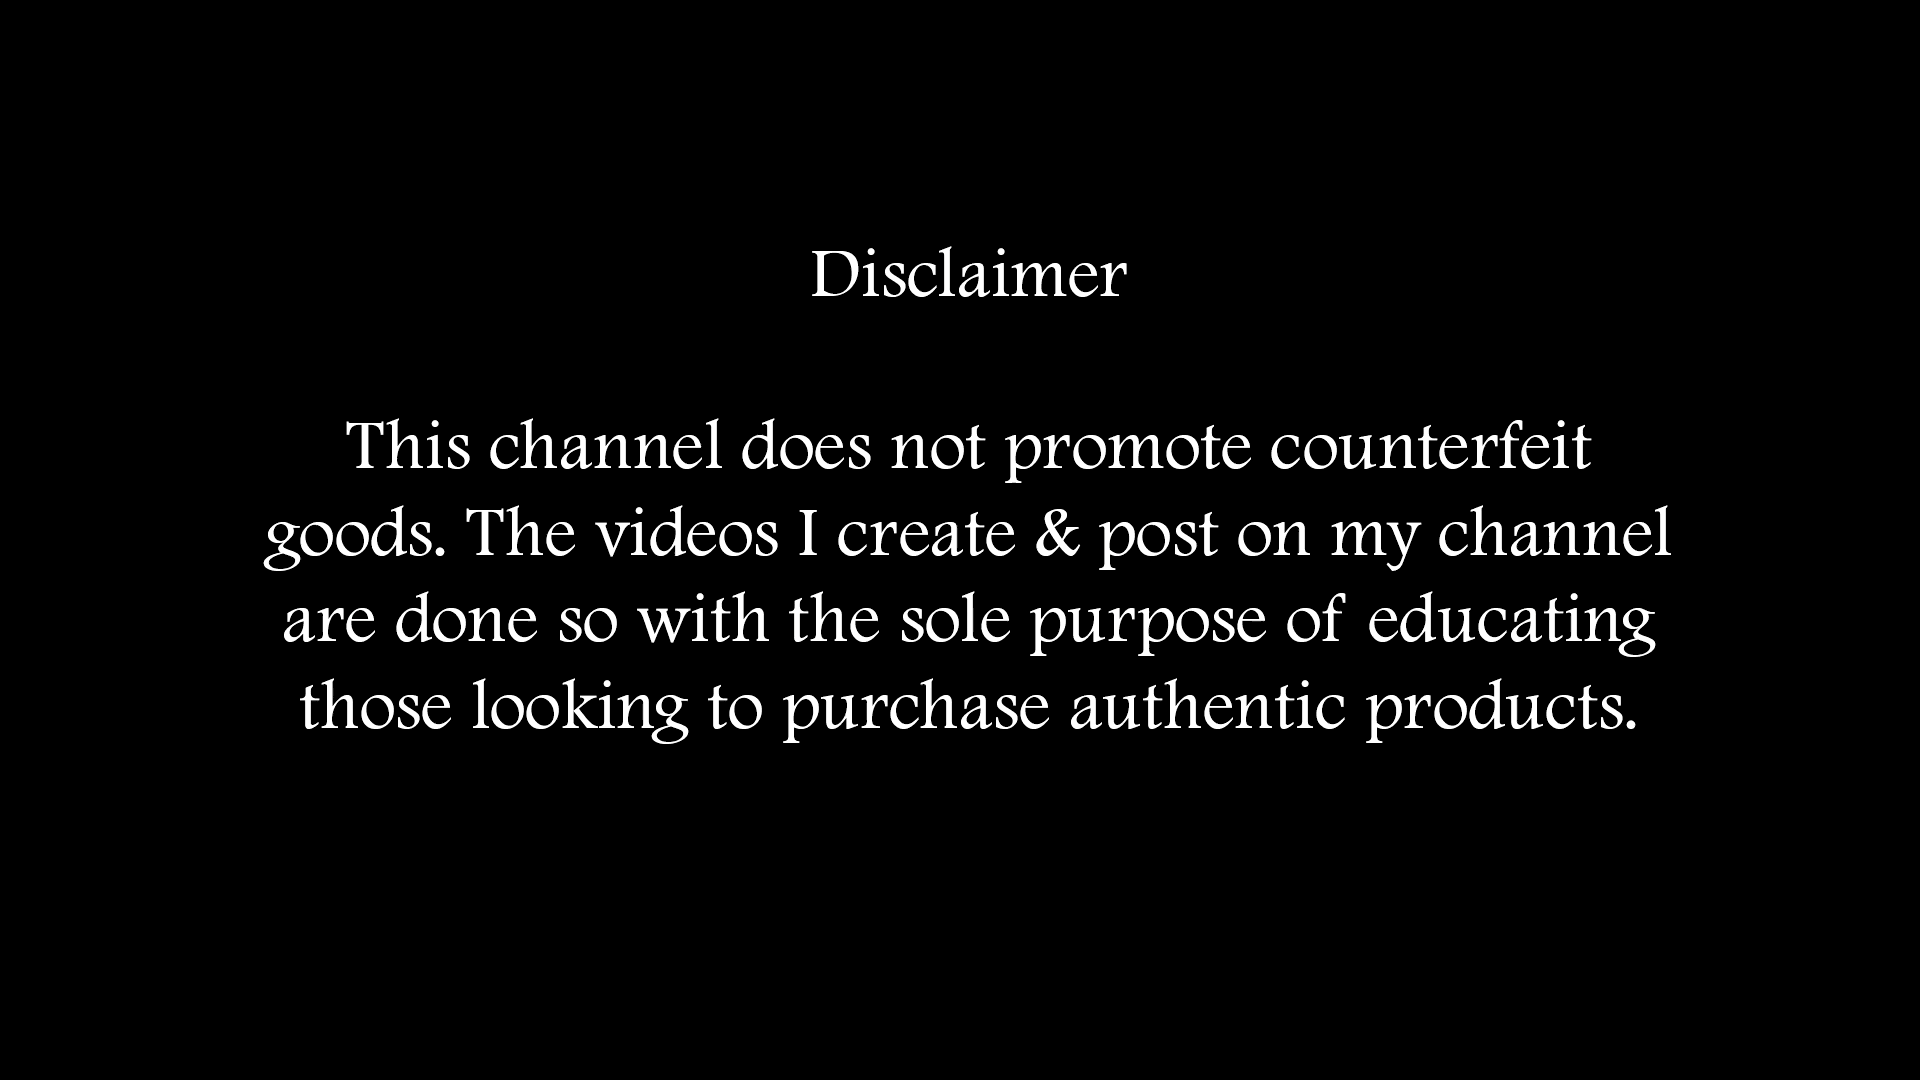 Disclaimer
This channel does not promote counterfeit
goods. The videos I create & post on my channel
are done so with the sole purpose of educating
those looking to purchase authentic products.